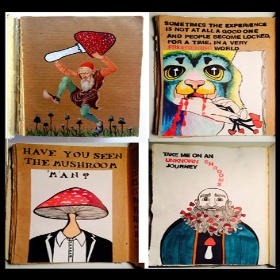 SOMETIMES THE EXPERIENCE
IS NOT AT ALL A GOOD ONE
AND PEOPLE BECOME LOCKED,
FOR A TIME, IN A VERY
FRIGHTENING WORLD
HAVE YOU SEEN
THE MUSHROOM
MAN?
TAKE ME ON AN
UNKNOWN
JOURNEY